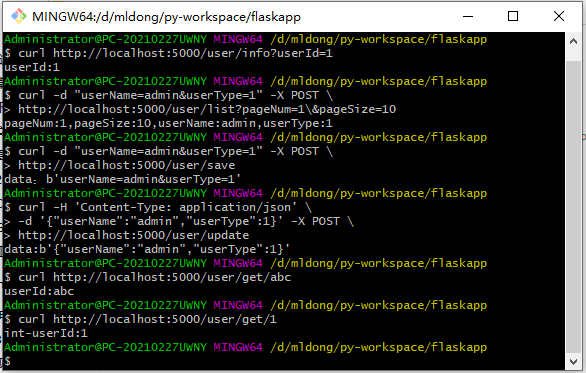 MINGW64:/d/mldong/py-workspace/flaskapp
Administrator@PC-20210227UWNY MINGW64 /d/mldong/py-workspace/flaskapp
$ curl http://localhost:5000/user/info?userId=1
userId:1
Administrator@PC-20210227UWNY MINGW64 /d/mldong/py-workspace/flaskapp
$ curl -d "userName=admin&userType=1" -X POST \
> http://localhost:5000/user/list?pageNum=1\&pageSize=10
pageNum:1,pageSize:10,userName:admin,userType:1
Administrator@PC-20210227UWNY MINGW64 /d/mldong/py-workspace/flaskapp
$ curl -d "userName=admin&userType=1" -X POST \
> http://localhost:5000/user/save
data：b'userName=admin&userType=1'
Administrator@PC-20210227UWNY MINGW64 /d/mldong/py-workspace/flaskapp
$ curl -H 'Content-Type: application/json' \
> -d '{"userName":"admin","userType":1}' -X POST \
> http://localhost:5000/user/update
data:b'{"userName":"admin","userType":1}'
Administrator@PC-20210227UWNY MINGW64 /d/mldong/py-workspace/flaskapp
$ curl http://localhost:5000/user/get/abc
userId:abc
Administrator@PC-20210227UWNY MINGW64 /d/mldong/py-workspace/flaskapp
$ curl http://localhost:5000/user/get/1
int-userId:1
Administrator@PC-20210227UWNY MINGW64 /d/mldong/py-workspace/flaskapp
$